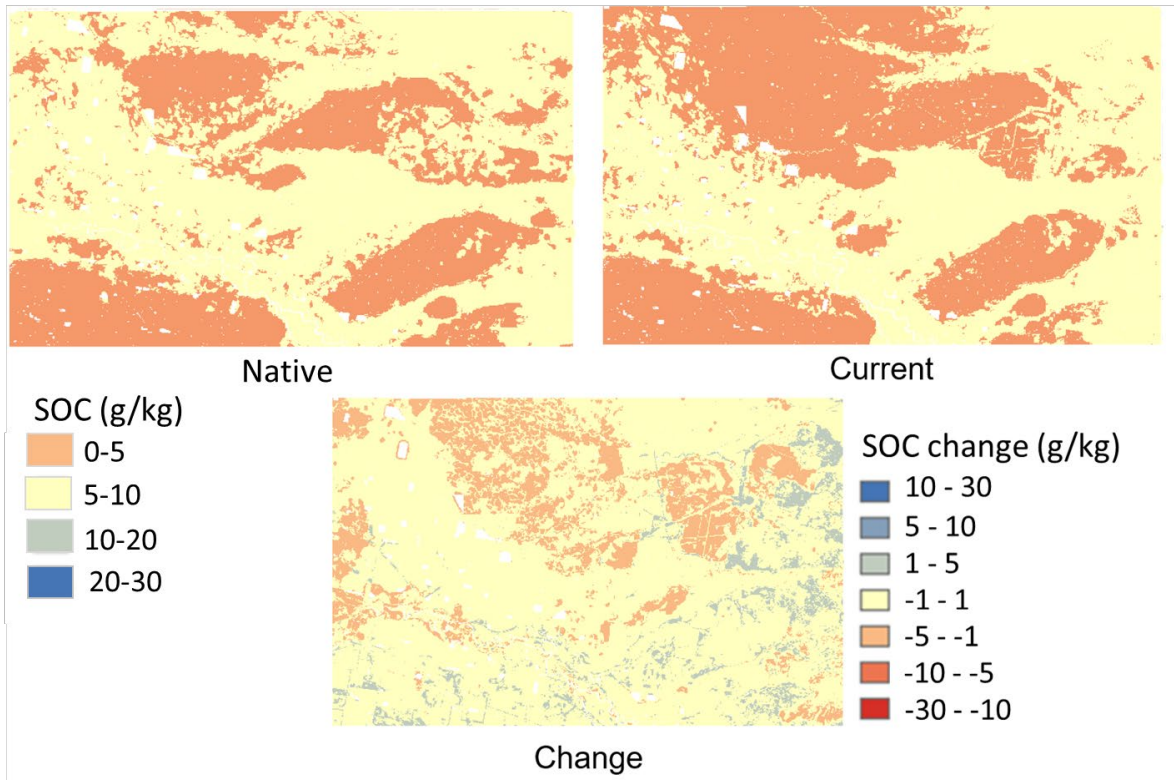 Native
Current
SOC (g/kg)
0-5
5-10
10-20
20-30
SOC change (g/kg)
10 - 30
5 - 10
1 - 5
-1 - 1
-5 - -1
-10 - -5
-30 - -10
Change